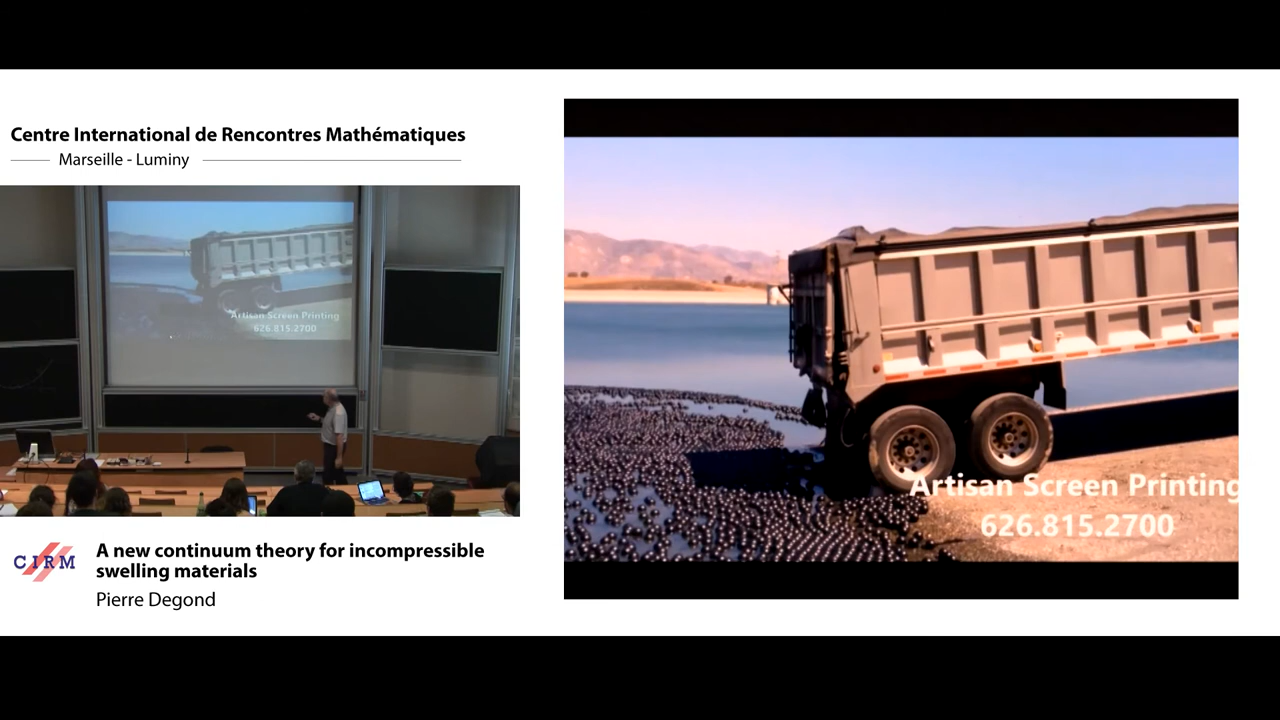 Centre International de Rencontres Mathématiques
Marseille - Luminy
Artisan Screen Printing
626.815.2700
Artisan Screen Printing
626.815.2700
CIRM
A new continuum theory for incompressible
swelling materials
Pierre Degond